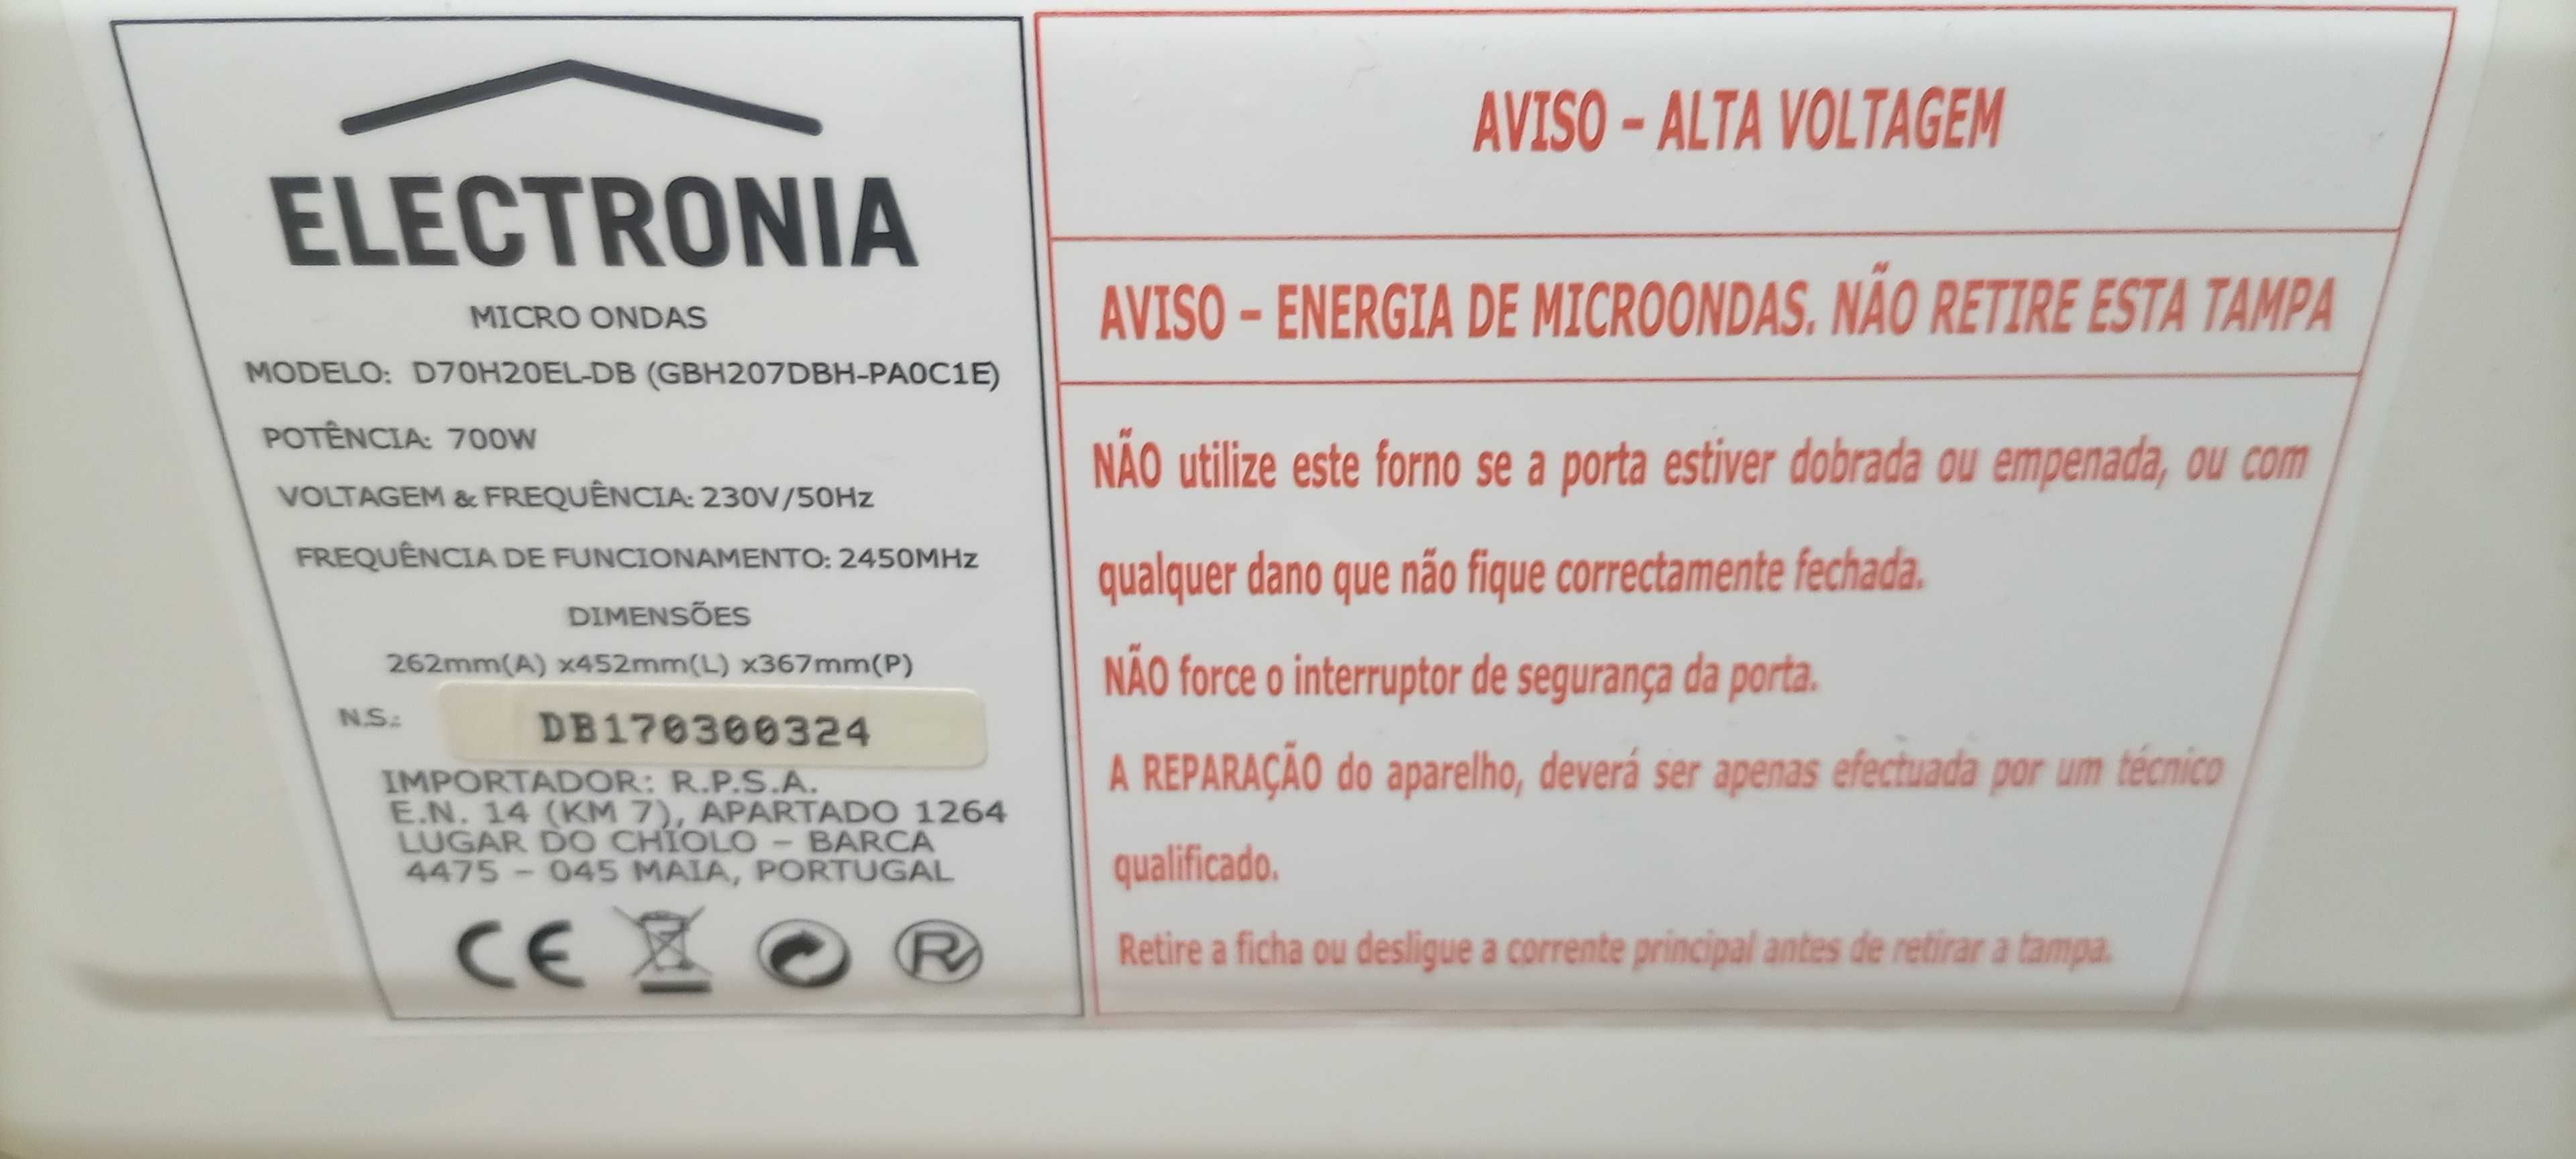 ELECTRONIA
MICRO ONDAS
MODELO: D70H20EL-DB (GBH207DBH-PA0C1E)
POTÊNCIA: 700W
VOLTAGEM & FREQUÊNCIA: 230V/50Hz
FREQUÊNCIA DE FUNCIONAMENTO: 2450MHz
DIMENSÕES
262mm(A) x452mm(L) x367mm(P)
N.S.: DB170300324
IMPORTADOR: R.P.S.A.
E.N. 14 (KM 7), APARTADO 1264
LUGAR DO CHIOLO – BARCA
4475 – 045 MAIA, PORTUGAL
CE
R
AVISO – ALTA VOLTAGEM
AVISO – ENERGIA DE MICROONDAS. NÃO RETIRE ESTA TAMPA
NÃO utilize este forno se a porta estiver dobrada ou empenada, ou com
qualquer dano que não fique correctamente fechada.
NÃO force o interruptor de segurança da porta.
A REPARAÇÃO do aparelho, deverá ser apenas efectuada por um técnico
qualificado.
Retire a ficha ou desligue a corrente principal antes de retirar a tampa.